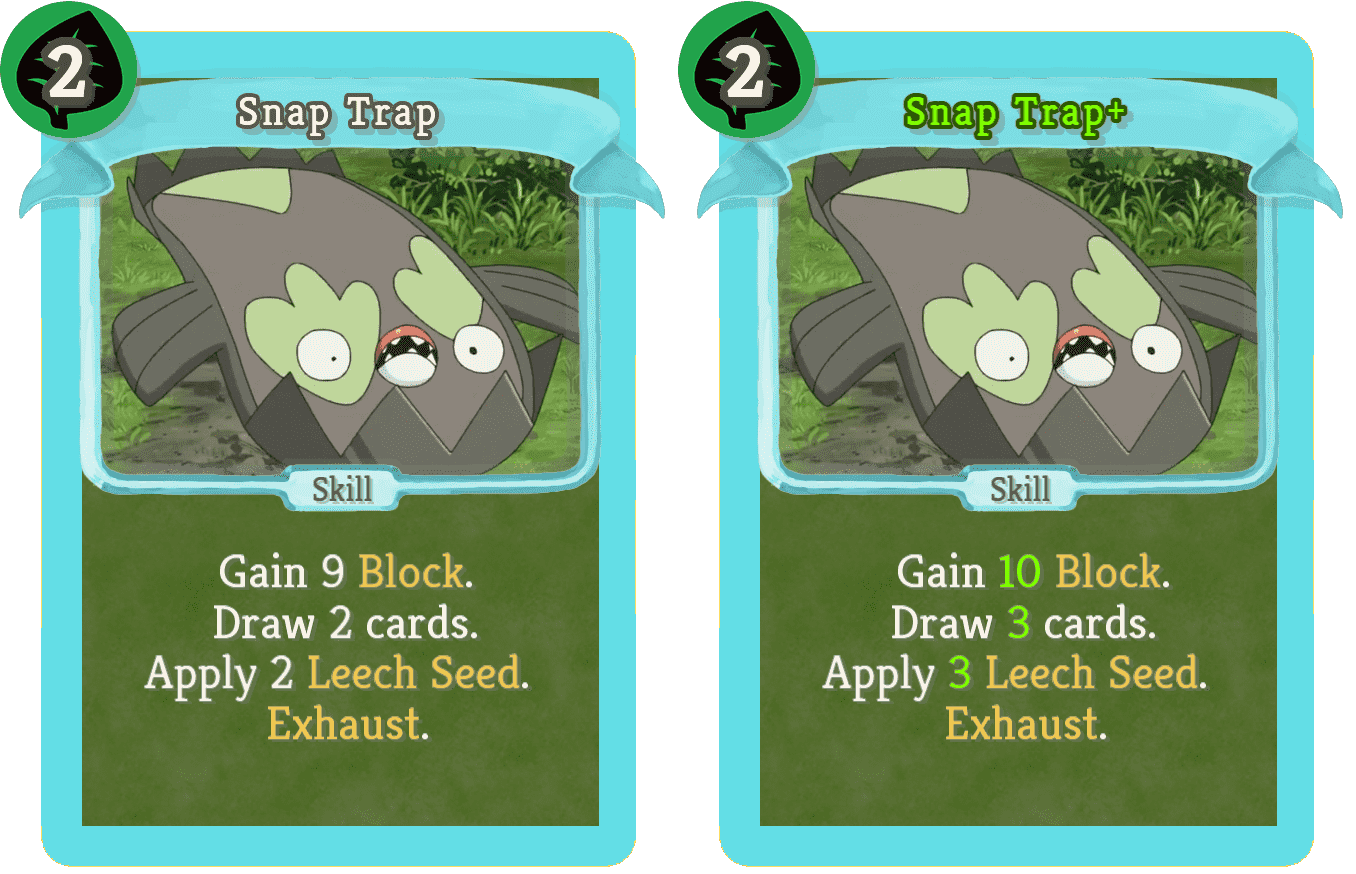 2
Snap Trap
Skill
Gain 9 Block.
Draw 2 cards.
Apply 2 Leech Seed.
Exhaust.
2
Snap Trap+
Skill
Gain 10 Block.
Draw 3 cards.
Apply 3 Leech Seed.
Exhaust.